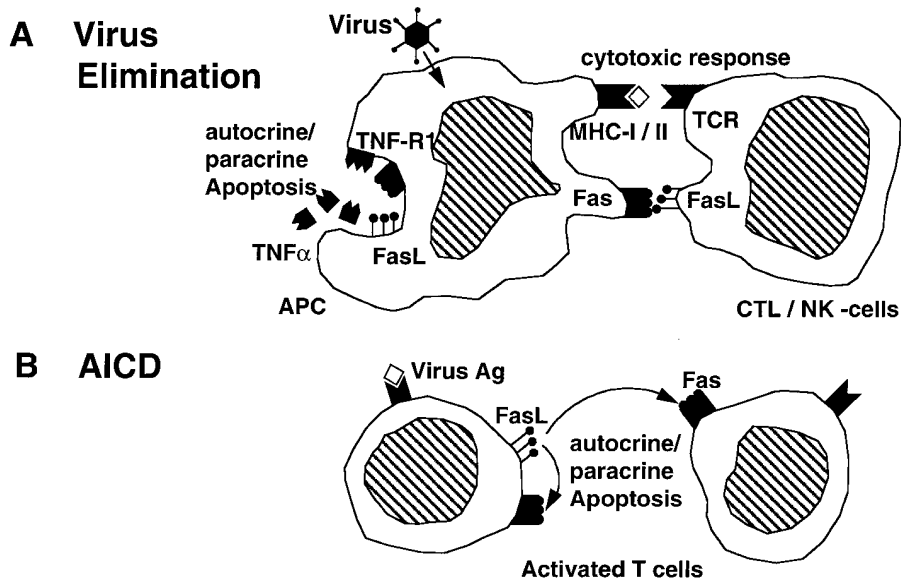 A Virus
Elimination
Virus
cytotoxic response
autocrine/
paracrine
Apoptosis
TNF-R1
MHC-I / II
TCR
Fas
FasL
TNFα
FasL
APC
CTL / NK -cells
B AICD
Virus Ag
Fas
FasL
autocrine/
paracrine
Apoptosis
Activated T cells